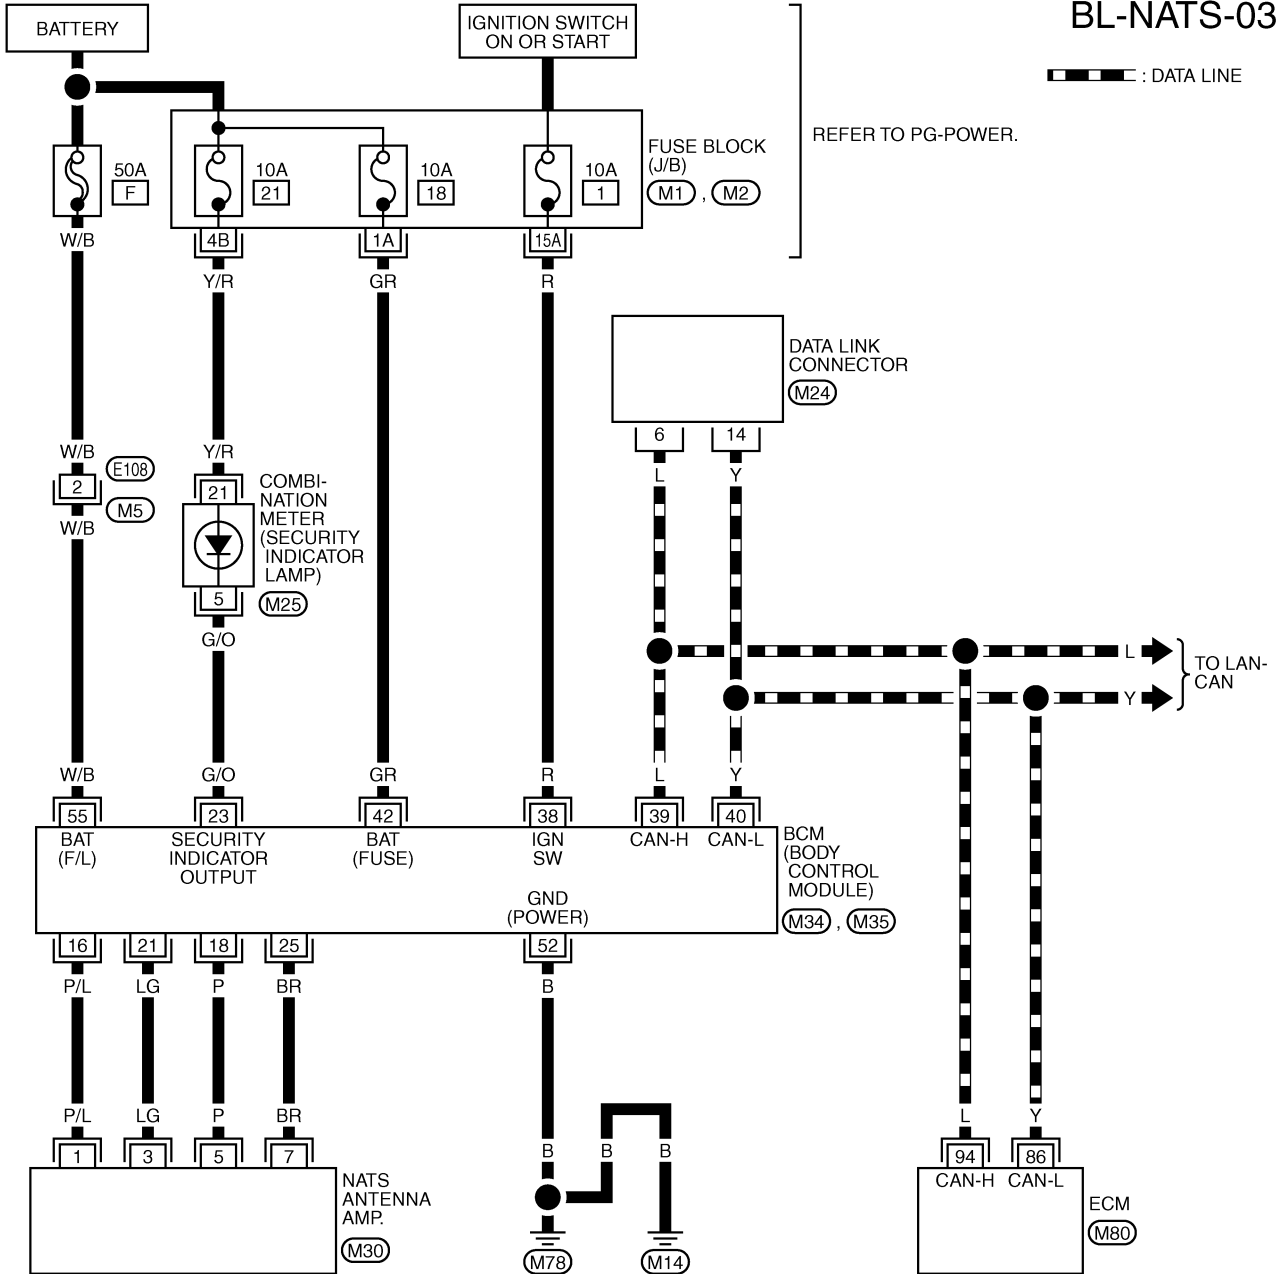 BL-NATS-03
BATTERY
IGNITION SWITCH
ON OR START
: DATA LINE
REFER TO PG-POWER.
50A
F
10A
21
10A
18
10A
1
FUSE BLOCK
(J/B)
M1 , M2
4B
1A
15A
W/B
Y/R
GR
R
DATA LINK
CONNECTOR
M24
6
14
L
Y
W/B
Y/R
2
E108
M5
W/B
21
COMBI-
NATION
METER
(SECURITY
INDICATOR
LAMP)
5
M25
G/O
L
Y
TO LAN-
CAN
W/B
G/O
GR
R
L
Y
55
23
42
38
39
40
BAT
(F/L)
SECURITY
INDICATOR
OUTPUT
BAT
(FUSE)
IGN
SW
CAN-H
CAN-L
BCM
(BODY
CONTROL
MODULE)
M34 , M35
GND
(POWER)
16
21
18
25
52
P/L
LG
P
BR
B
P/L
LG
P
BR
B
B
B
L
Y
1
3
5
7
94
86
CAN-H
CAN-L
NATS
ANTENNA
AMP.
M30
M78
M14
ECM
M80